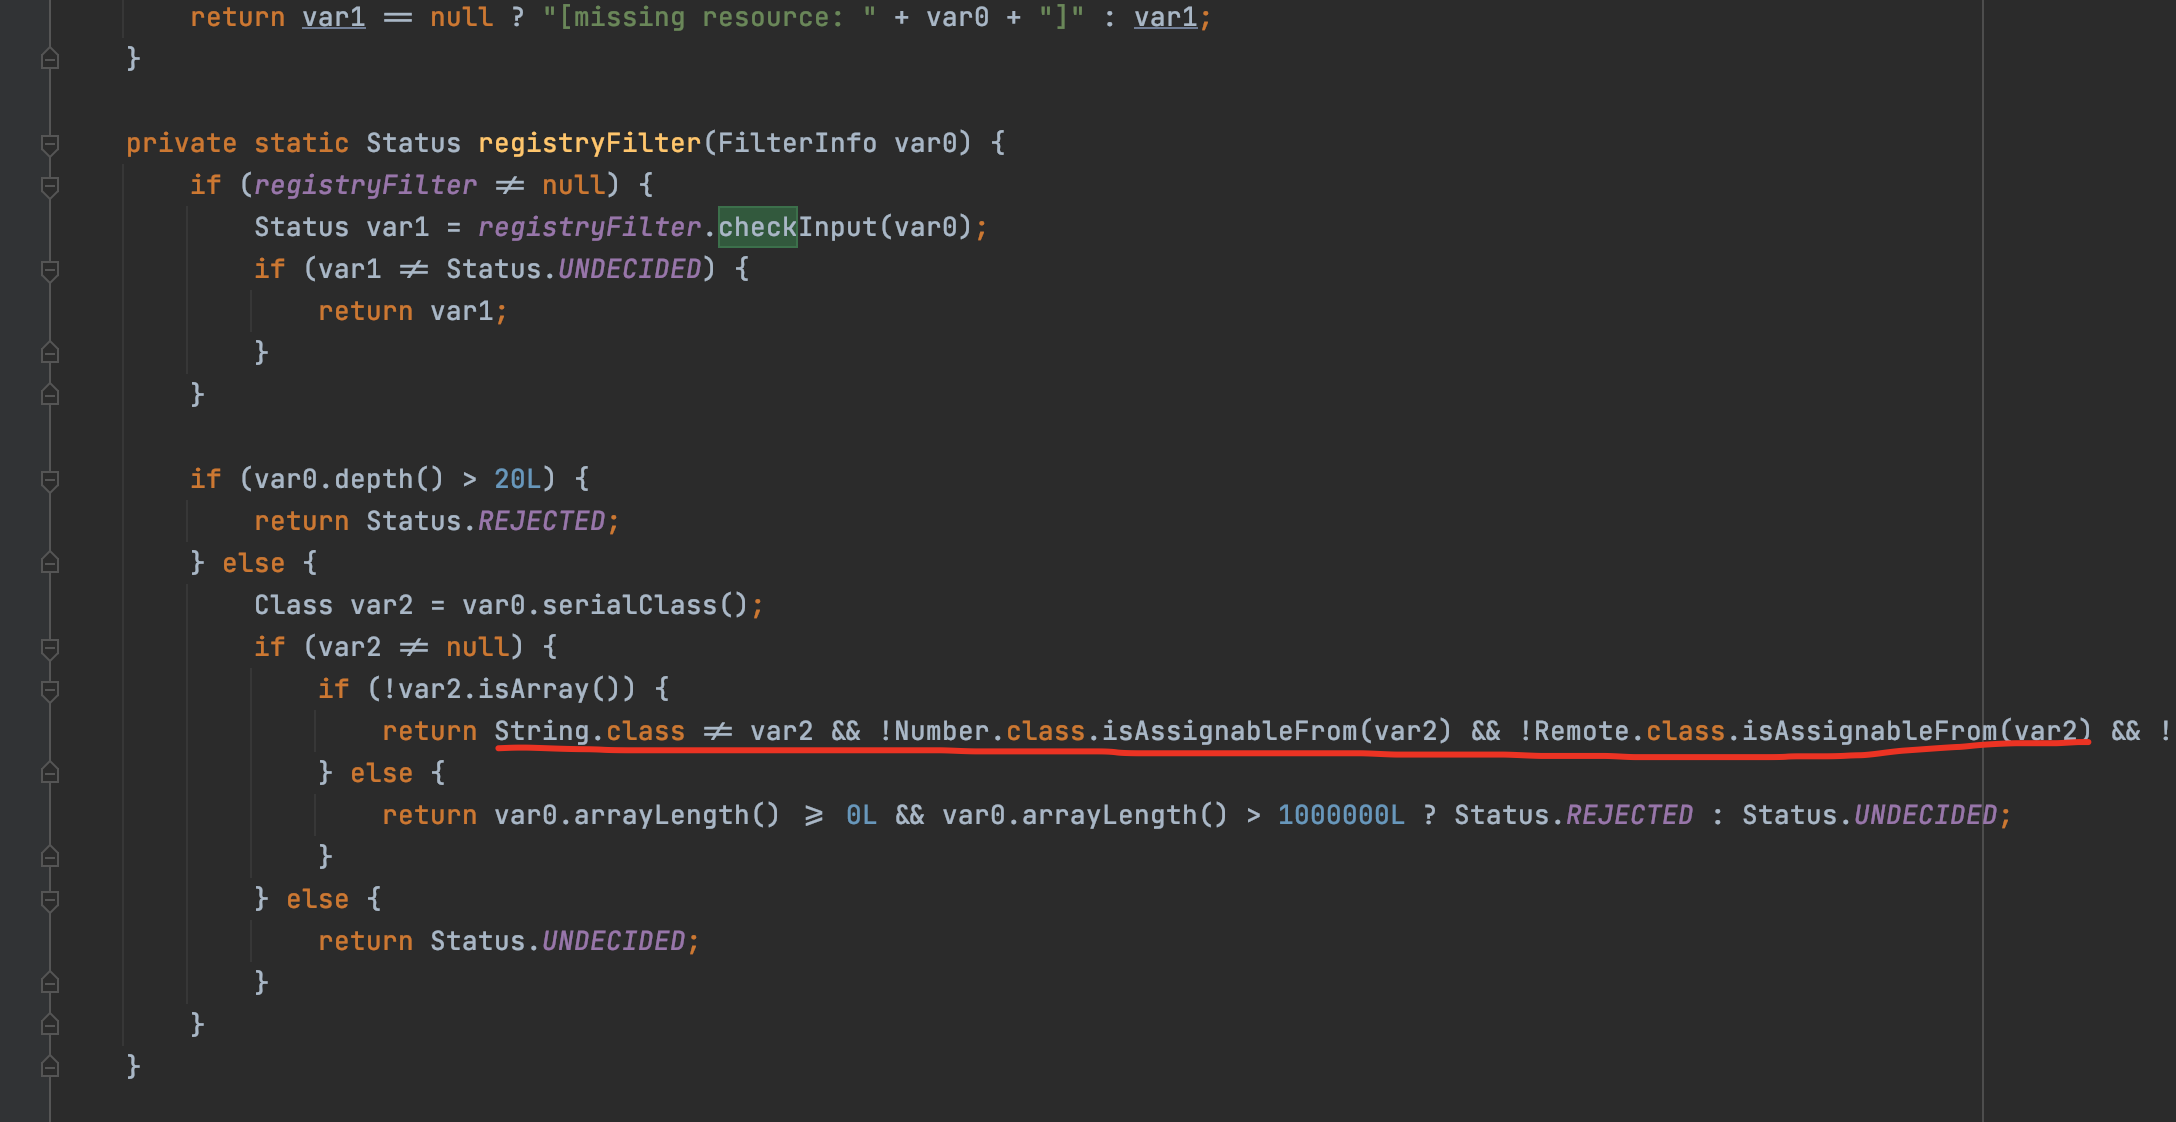 return var1 == null ? "[missing resource: " + var0 + "]" : var1;
}
private static Status registryFilter(FilterInfo var0) {
if (registryFilter != null) {
Status var1 = registryFilter.checkInput(var0);
if (var1 != Status.UNDECIDED) {
return var1;
}
}
if (var0.depth() > 20L) {
return Status.REJECTED;
} else {
Class var2 = var0.serialClass();
if (var2 != null) {
if (!var2.isArray()) {
return String.class != var2 && !Number.class.isAssignableFrom(var2) && !Remote.class.isAssignableFrom(var2) && !
} else {
return var0.arrayLength() >= 0L && var0.arrayLength() > 1000000L ? Status.REJECTED : Status.UNDECIDED;
}
} else {
return Status.UNDECIDED;
}
}
}